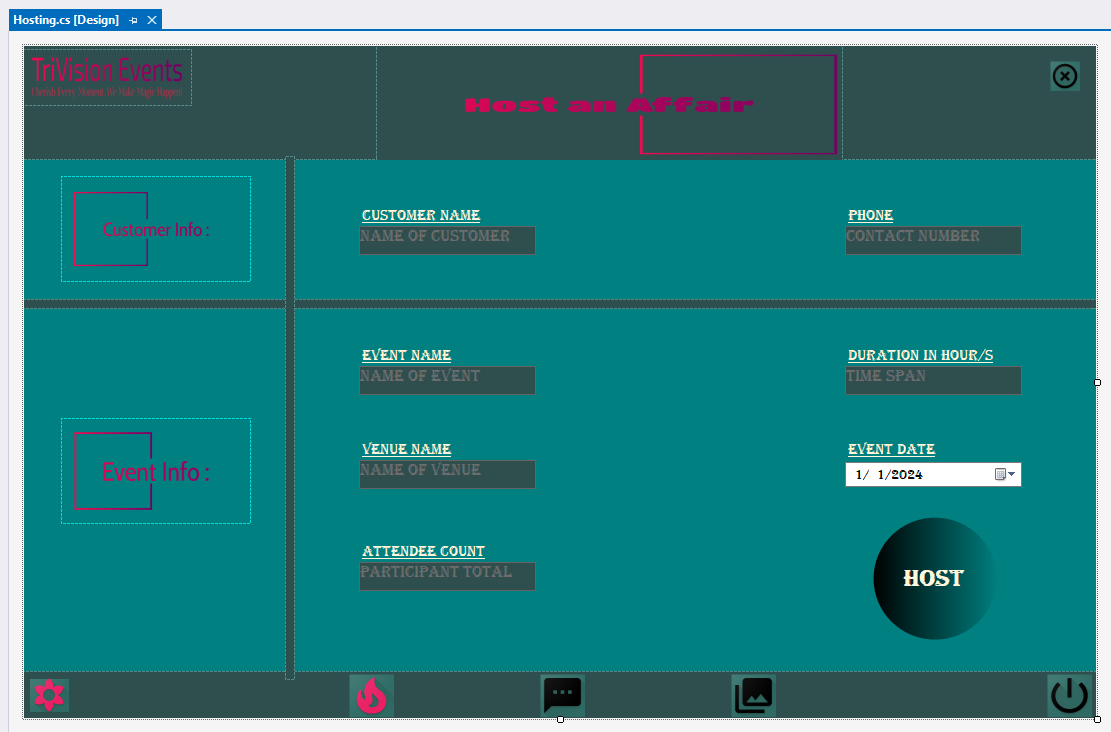 Hosting.cs [Design]
TriVision Events
Cherish Every Moment, We Make Magic Happen!
Host an Affair
Customer Info :
CUSTOMER NAME
NAME OF CUSTOMER
PHONE
CONTACT NUMBER
Event Info :
EVENT NAME
NAME OF EVENT
DURATION IN HOUR/S
TIME SPAN
VENUE NAME
NAME OF VENUE
EVENT DATE
1/ 1/2024
ATTENDEE COUNT
PARTICIPANT TOTAL
HOST